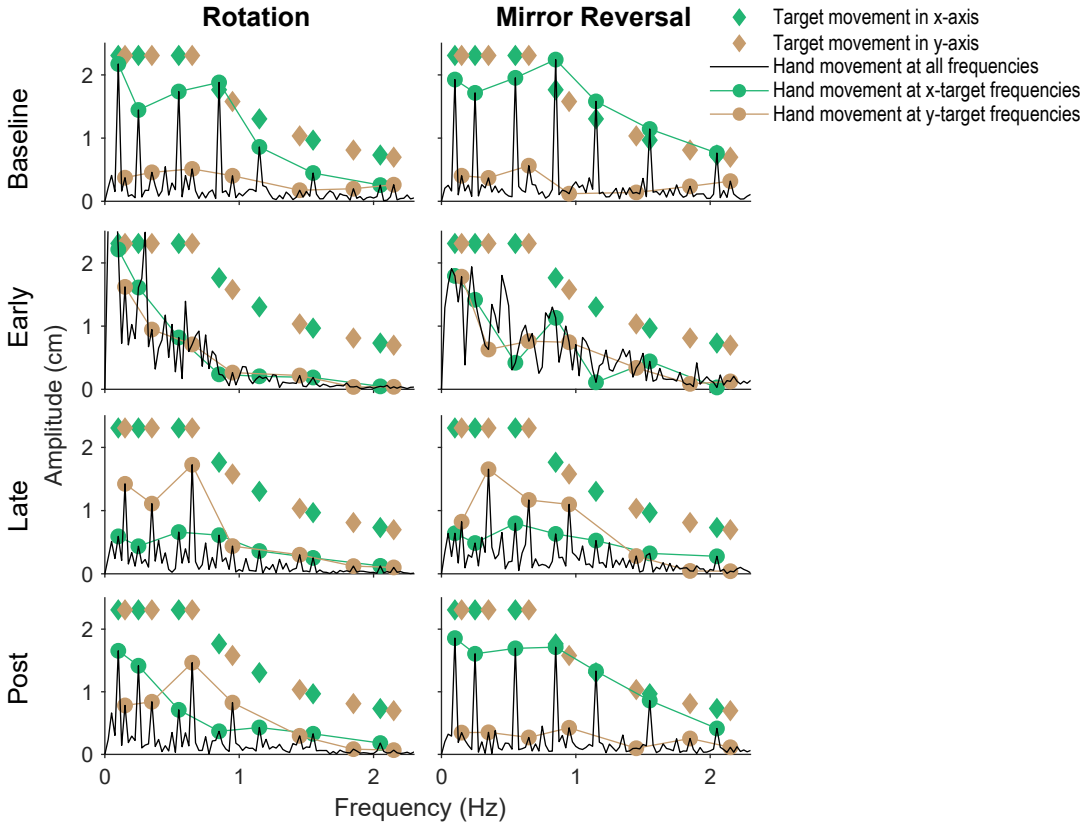 Rotation
Mirror Reversal
Target movement in x-axis
Target movement in y-axis
Hand movement at all frequencies
Hand movement at x-target frequencies
Hand movement at y-target frequencies
Baseline
2
1
0
Early
2
1
0
Late
2
1
0
Post
2
1
0
Amplitude (cm)
0
1
2
0
1
2
Frequency (Hz)